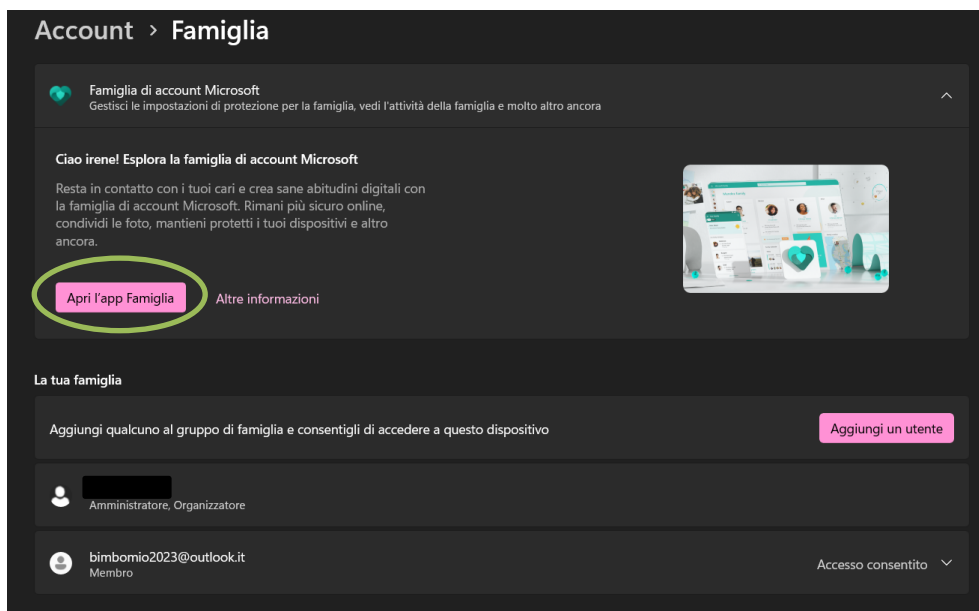 Account > Famiglia
Famiglia di account Microsoft
Gestisci le impostazioni di protezione per la famiglia, vedi l'attività della famiglia e molto altro ancora
Ciao irene! Esplora la famiglia di account Microsoft
Resta in contatto con i tuoi cari e crea sane abitudini digitali con
la famiglia di account Microsoft. Rimani più sicuro online,
condividi le foto, mantieni protetti i tuoi dispositivi e altro
ancora.
Apri l'app Famiglia
Altre informazioni
La tua famiglia
Aggiungi qualcuno al gruppo di famiglia e consentigli di accedere a questo dispositivo
Aggiungi un utente
Amministratore, Organizzatore
bimbomio2023@outlook.it
Membro
Accesso consentito